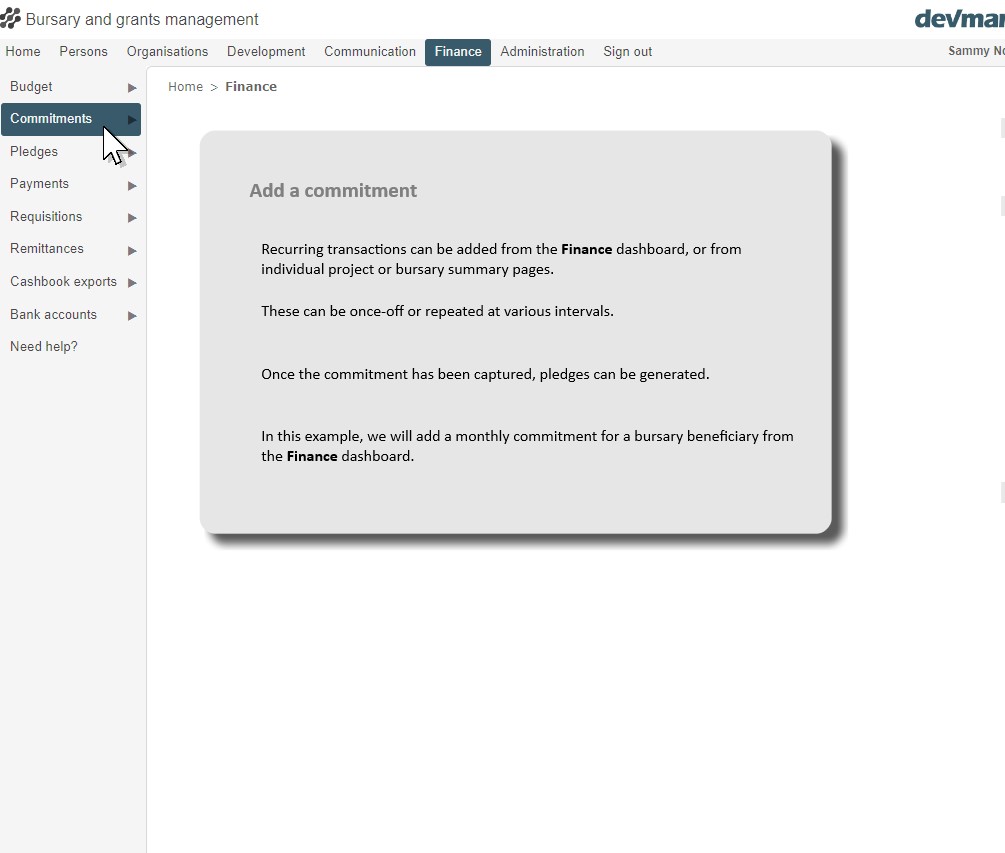 Bursary and grants management
Home Persons Organisations Development Communication Finance Administration Sign out
Budget
Commitments
Pledges
Payments
Requisitions
Remittances
Cashbook exports
Bank accounts
Need help?
Home > Finance
Add a commitment
Recurring transactions can be added from the Finance dashboard, or from
individual project or bursary summary pages.
These can be once-off or repeated at various intervals.
Once the commitment has been captured, pledges can be generated.
In this example, we will add a monthly commitment for a bursary beneficiary from
the Finance dashboard.
devman
Sammy No